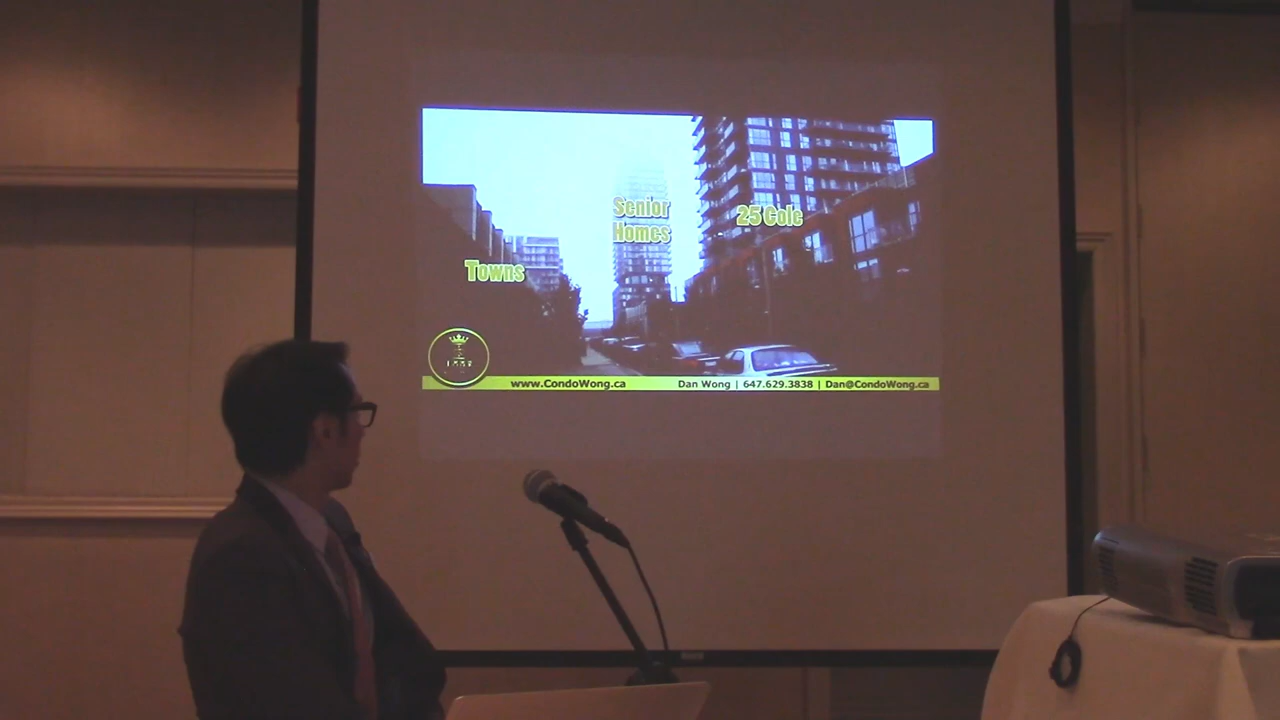 Senior
Homes
25 Cole
Towns
www.CondoWong.ca
Dan Wong | 647.629.3838 | Dan@CondoWong.ca